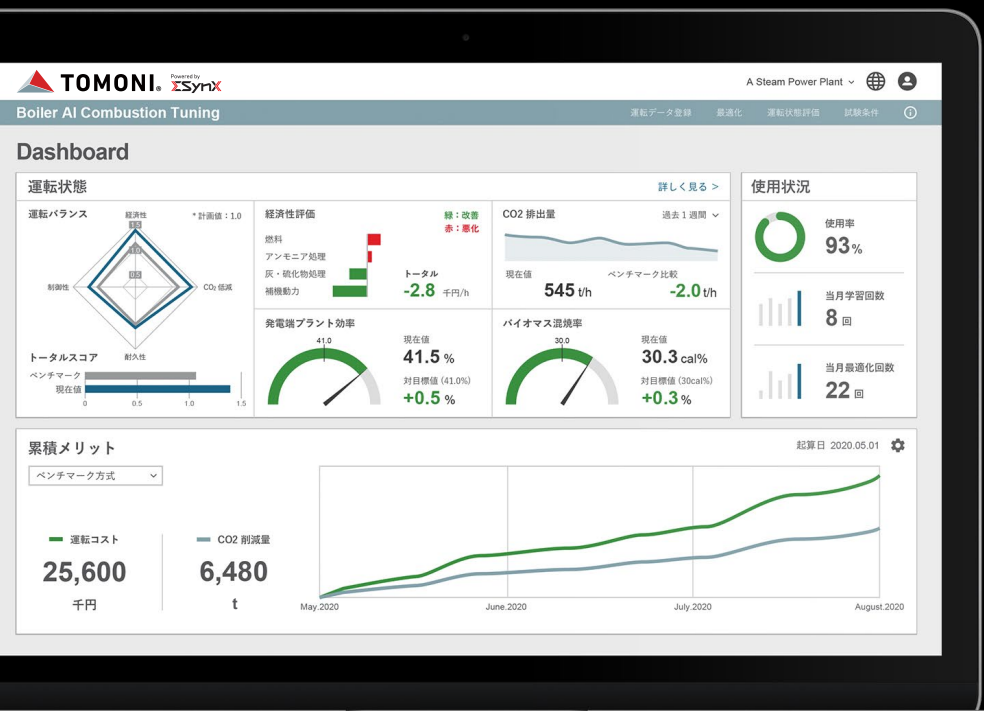 TOMONI® Powered by ΣSynX
A Steam Power Plant
Boiler AI Combustion Tuning
運転データ登録 最適化 運転状態評価 試験条件
Dashboard
運転状態
詳しく見る >
使用状況
運転バランス
*計画値：1.0
経済性
1.5
1.0
0.5
制御性
CO₂ 低減
耐久性
トータルスコア
ベンチマーク
現在値
0 0.5 1.0 1.5
経済性評価
緑：改善
赤：悪化
燃料
アンモニア処理
灰・硫化物処理
補機動力
トータル
-2.8 千円/h
CO2 排出量
過去 1 週間
現在値
545 t/h
ベンチマーク比較
-2.0 t/h
発電端プラント効率
41.0
現在値
41.5 %
対目標値 (41.0%)
+0.5 %
バイオマス混焼率
30.0
現在値
30.3 cal%
対目標値 (30cal%)
+0.3 %
使用率
93%
当月学習回数
8 回
当月最適化回数
22 回
累積メリット
起算日 2020.05.01
ベンチマーク方式
運転コスト
25,600
千円
CO2 削減量
6,480
t
May.2020 June.2020 July.2020 August.2020